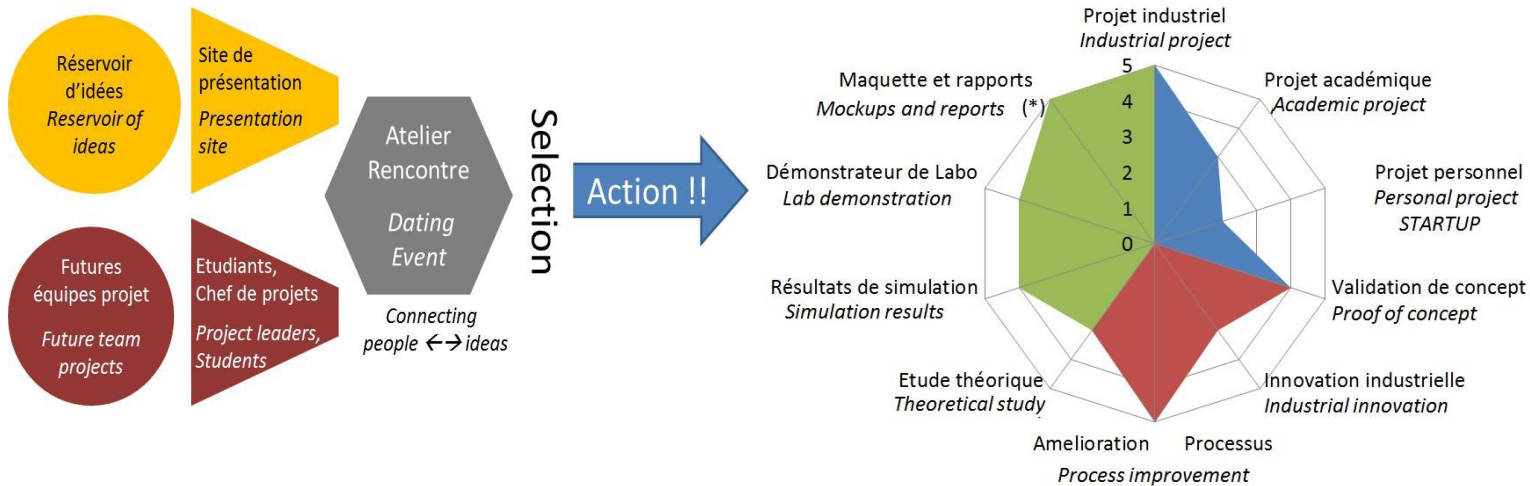 Réservoir
d'idées
Reservoir of
ideas
Site de
présentation
Presentation
site
Futures
équipes projet
Future team
projects
Etudiants,
Chef de projets
Project leaders,
Students
Atelier
Rencontre
Dating
Event
Connecting
people ←→ ideas
Selection
Action !!
Projet industriel
Industrial project
Projet académique
Academic project
Projet personnel
Personal project
STARTUP
Validation de concept
Proof of concept
Innovation industrielle
Industrial innovation
Amelioration Processus
Process improvement
Etude théorique
Theoretical study
Résultats de simulation
Simulation results
Démonstrateur de Labo
Lab demonstration
Maquette et rapports
Mockups and reports (*)
5
4
3
2
1
0